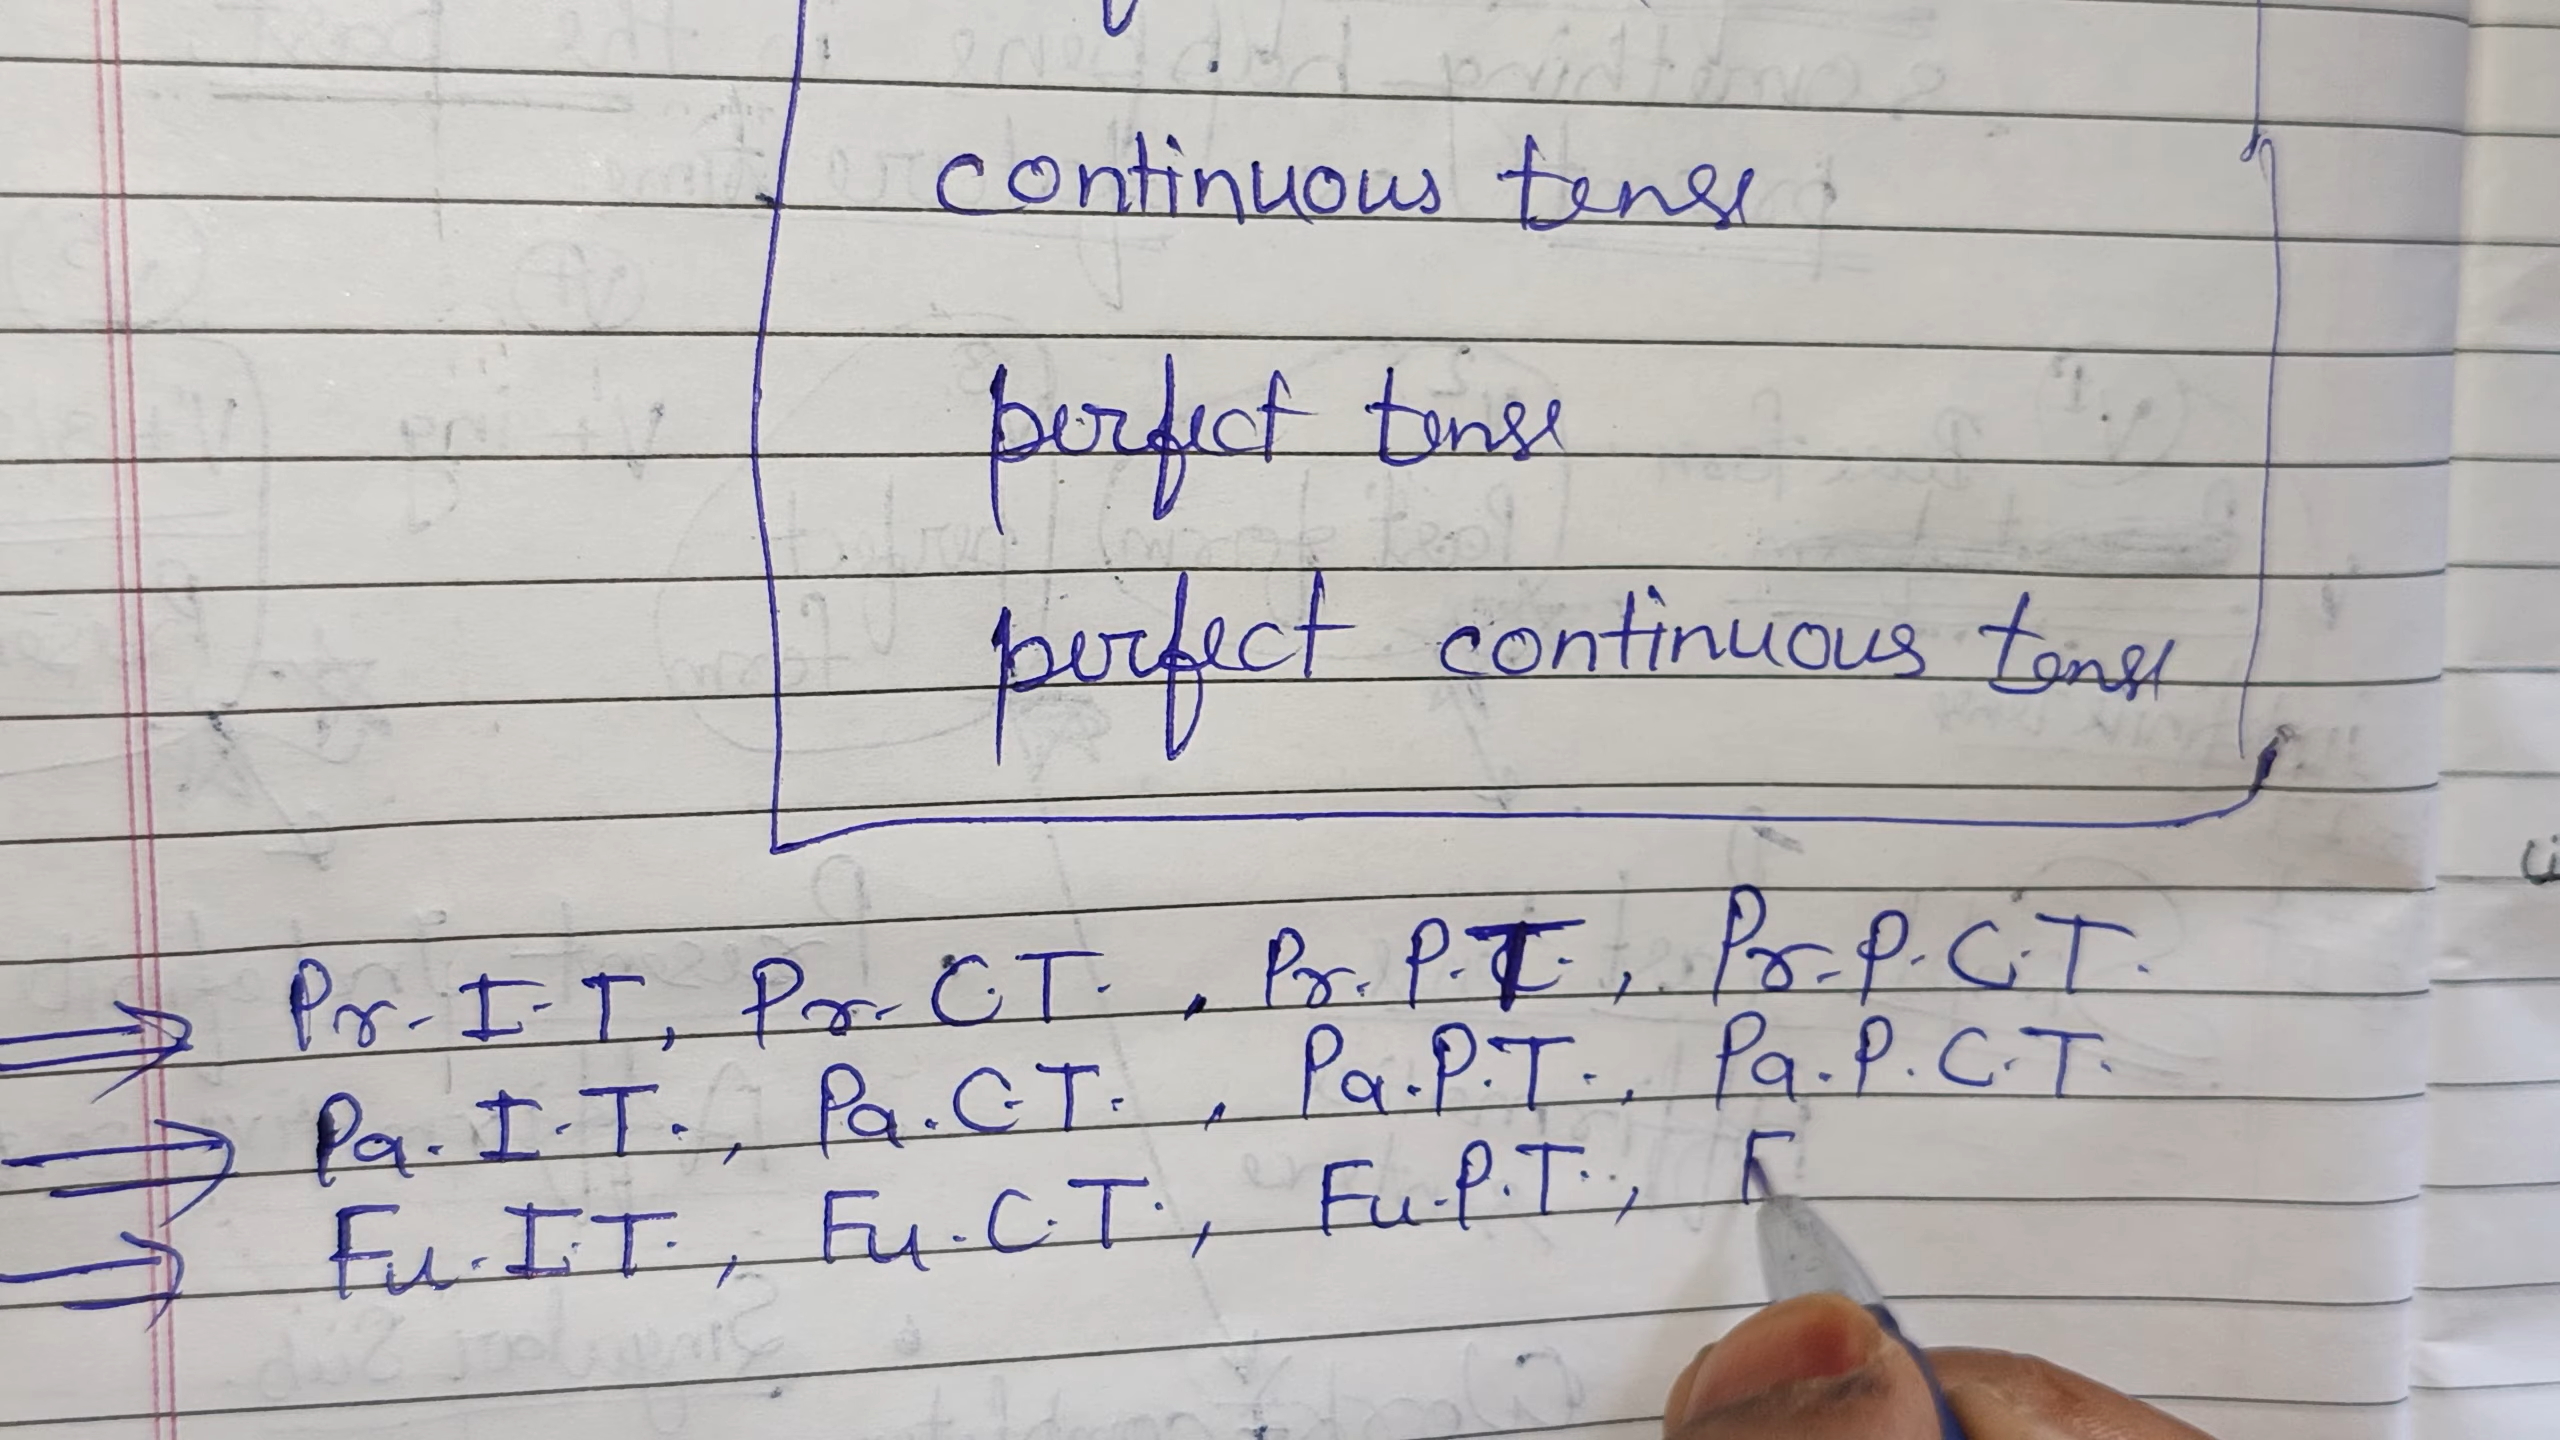 continuous tense
perfect tense
perfect continuous tense
Pr. I. T, Pr. C. T. , Pr. P. T. , Pr. P. C. T.
Pa. I. T. , Pa. C. T. , Pa. P. T. , Pa. P. C. T.
Fu. I. T. , Fu. C. T. , Fu. P. T. , F